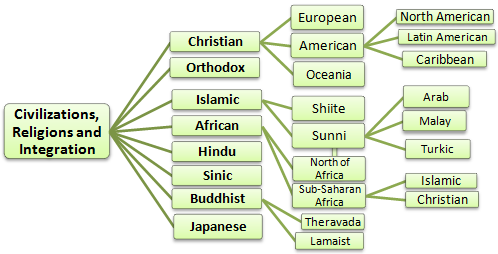 Civilizations,
Religions and
Integration
Christian
Orthodox
Islamic
African
Hindu
Sinic
Buddhist
Japanese
European
American
Oceania
Shiite
Sunni
North of
Africa
Sub-Saharan
Africa
Theravada
Lamaist
North American
Latin American
Caribbean
Arab
Malay
Turkic
Islamic
Christian